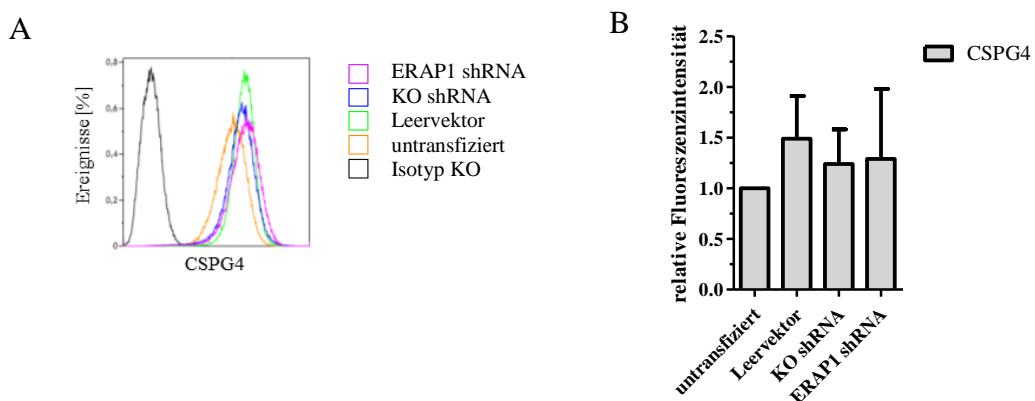 A
Ereignisse [%]
0,8
0,6
0,4
0,2
0
CSPG4
ERAP1 shRNA
KO shRNA
Leervektor
untransfiziert
Isotyp KO
B
relative Fluoreszenzintensität
2.5
2.0
1.5
1.0
0.5
0.0
untransfiziert
Leervektor
KO shRNA
ERAP1 shRNA
CSPG4